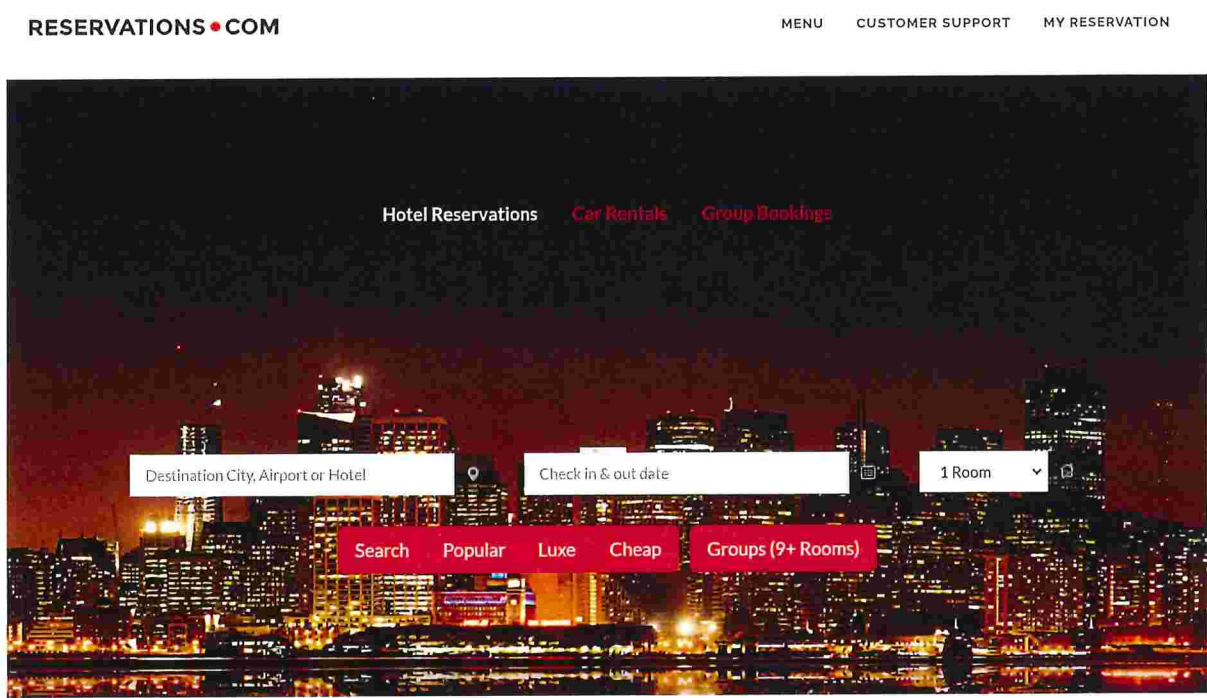 RESERVATIONS•COM
MENU CUSTOMER SUPPORT MY RESERVATION
Hotel Reservations Car Rentals Group Bookings
Destination City, Airport or Hotel Check in & out date 1 Room
Search Popular Luxe Cheap Groups (9+ Rooms)